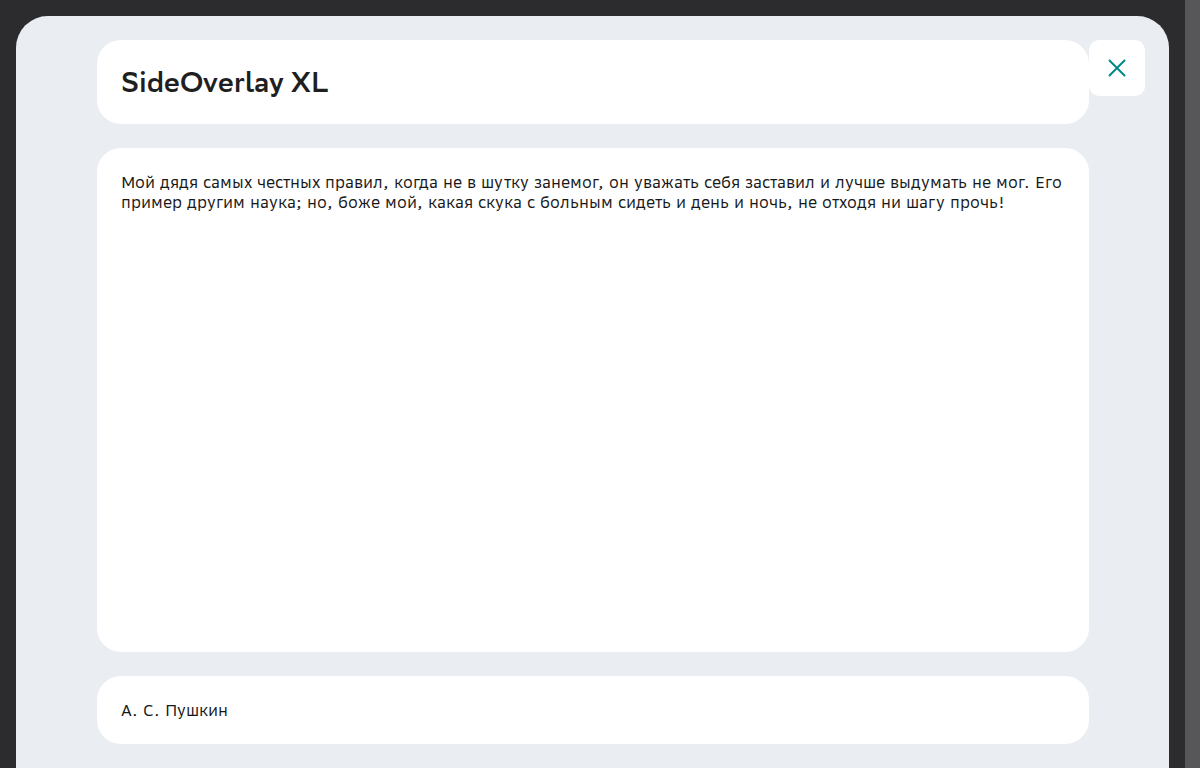 SideOverlay XL
Мой дядя самых честных правил, когда не в шутку занемог, он уважать себя заставил и лучше выдумать не мог. Его
пример другим наука; но, боже мой, какая скука с больным сидеть и день и ночь, не отходя ни шагу прочь!
А. С. Пушкин